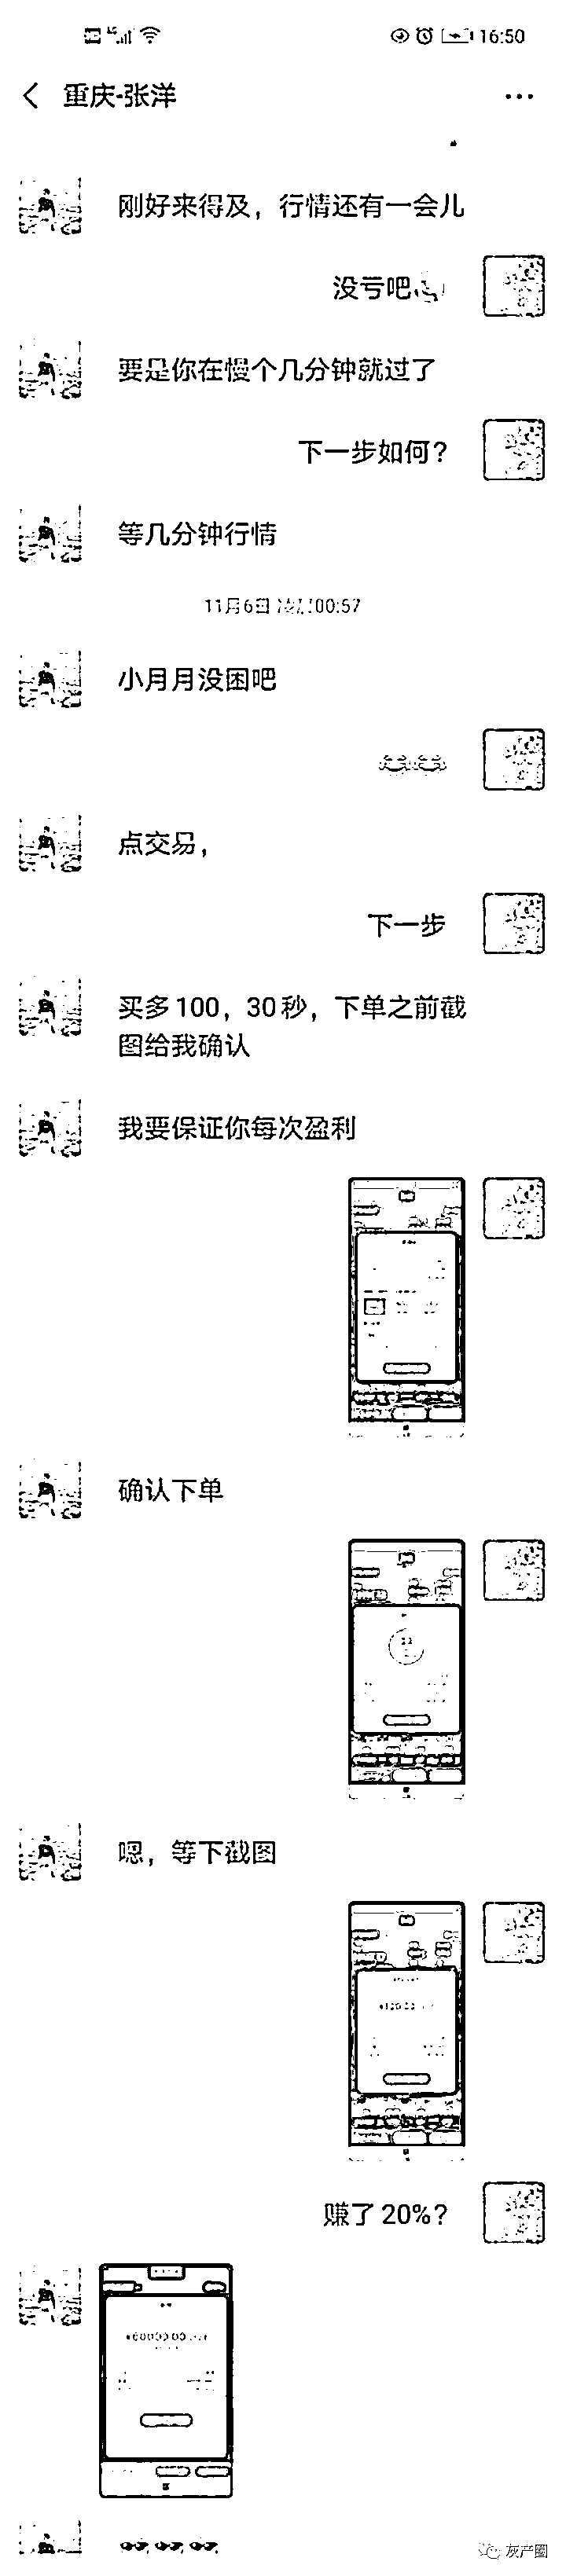 16:50
重庆-张洋
刚好来得及，行情还有一会儿
没亏吧
要是你在慢个几分钟就过了
下一步如何？
等几分钟行情
11月6日 凌晨00:57
小月月没困吧
点交易，
下一步
买多100，30秒，下单之前截
图给我确认
我要保证你每次盈利
确认下单
嗯，等下截图
赚了20%？
灰产圈